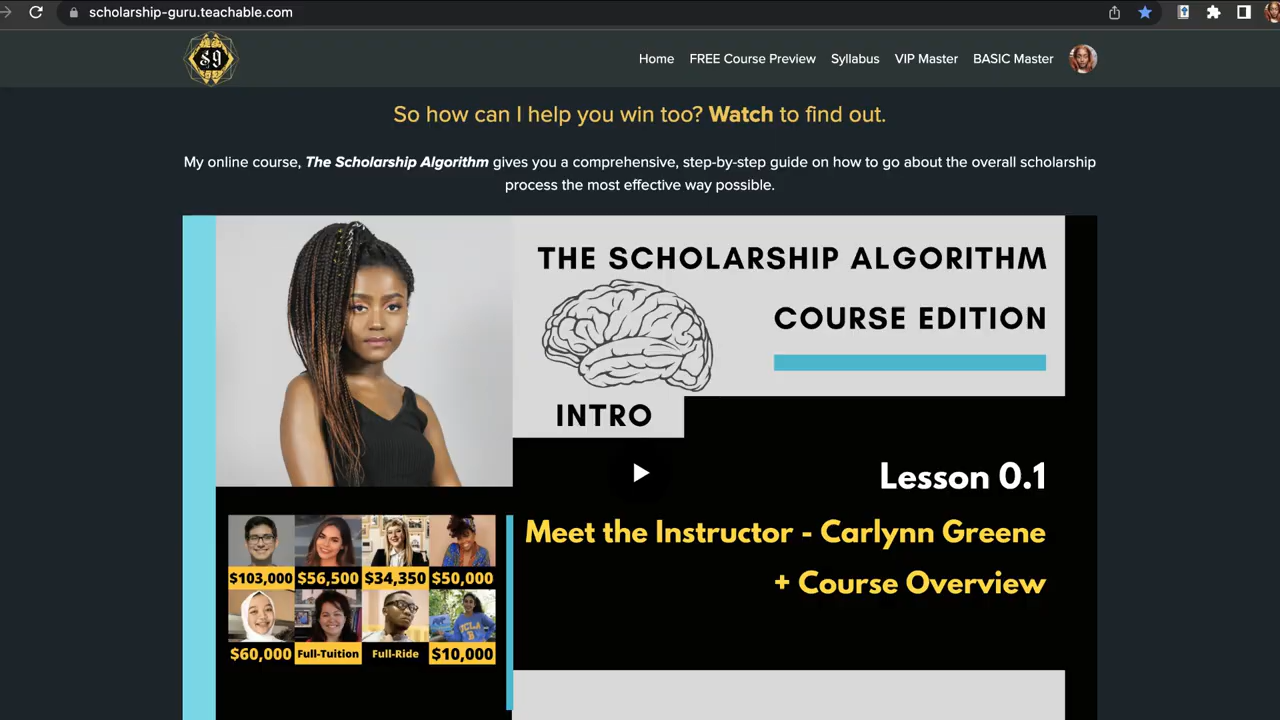 scholarship-guru.teachable.com
sg
Home FREE Course Preview Syllabus VIP Master BASIC Master
So how can I help you win too? Watch to find out.
My online course, The Scholarship Algorithm gives you a comprehensive, step-by-step guide on how to go about the overall scholarship
process the most effective way possible.
THE SCHOLARSHIP ALGORITHM
COURSE EDITION
INTRO
Lesson 0.1
Meet the Instructor - Carlynn Greene
+ Course Overview
$103,000 $56,500 $34,350 $50,000
UCLA
$60,000 Full-Tuition Full-Ride $10,000